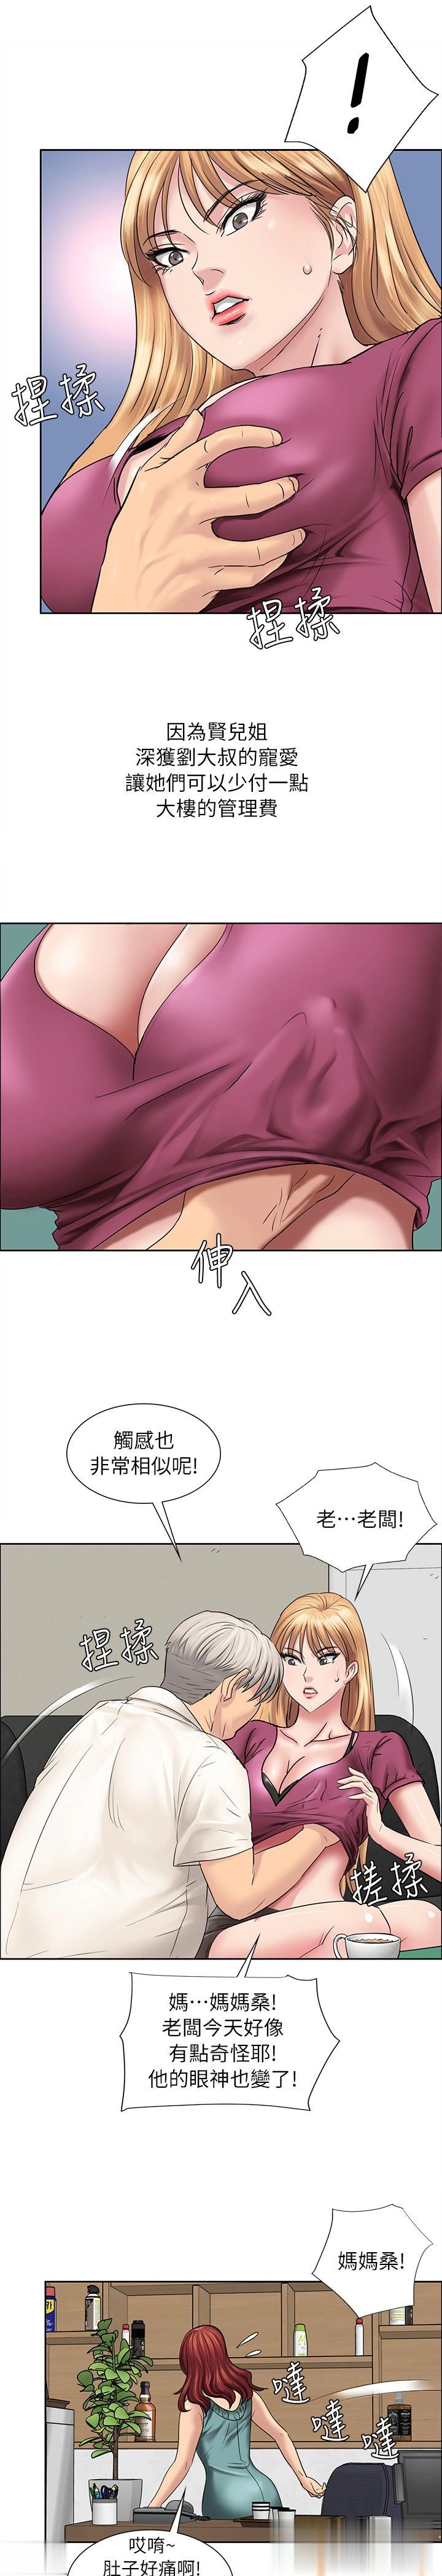 !
捏揉
捏揉
因為賢兒姐
深獲劉大叔的寵愛
讓她們可以少付一點
大樓的管理費
伸入
觸感也
非常相似呢!
老…老闆!
捏揉
搓揉
媽…媽媽桑!
老闆今天好像
有點奇怪耶!
他的眼神也變了!
媽媽桑!
噠
噠
噠
哎唷~
肚子好痛啊!